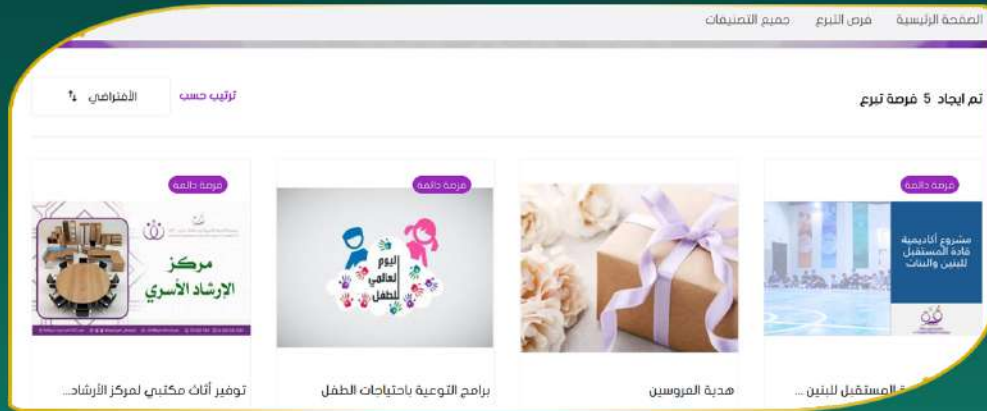 الصفحة الرئيسية فرص التبرع جميع التصنيفات
تم ايجاد 5 فرصة تبرع
ترتيب حسب
الأفتراضي
فرصة دائمة
مشروع أكاديمية
قادة المستقبل
للبنين والبنات
المستقبل للبنين ...
هدية العروسين
فرصة دائمة
اليوم
العالمي
للطفل
برامج التوعية باحتياجات الطفل
فرصة دائمة
مركز
الإرشاد الأسري
توفير أثاث مكتبي لمركز الأرشاد...